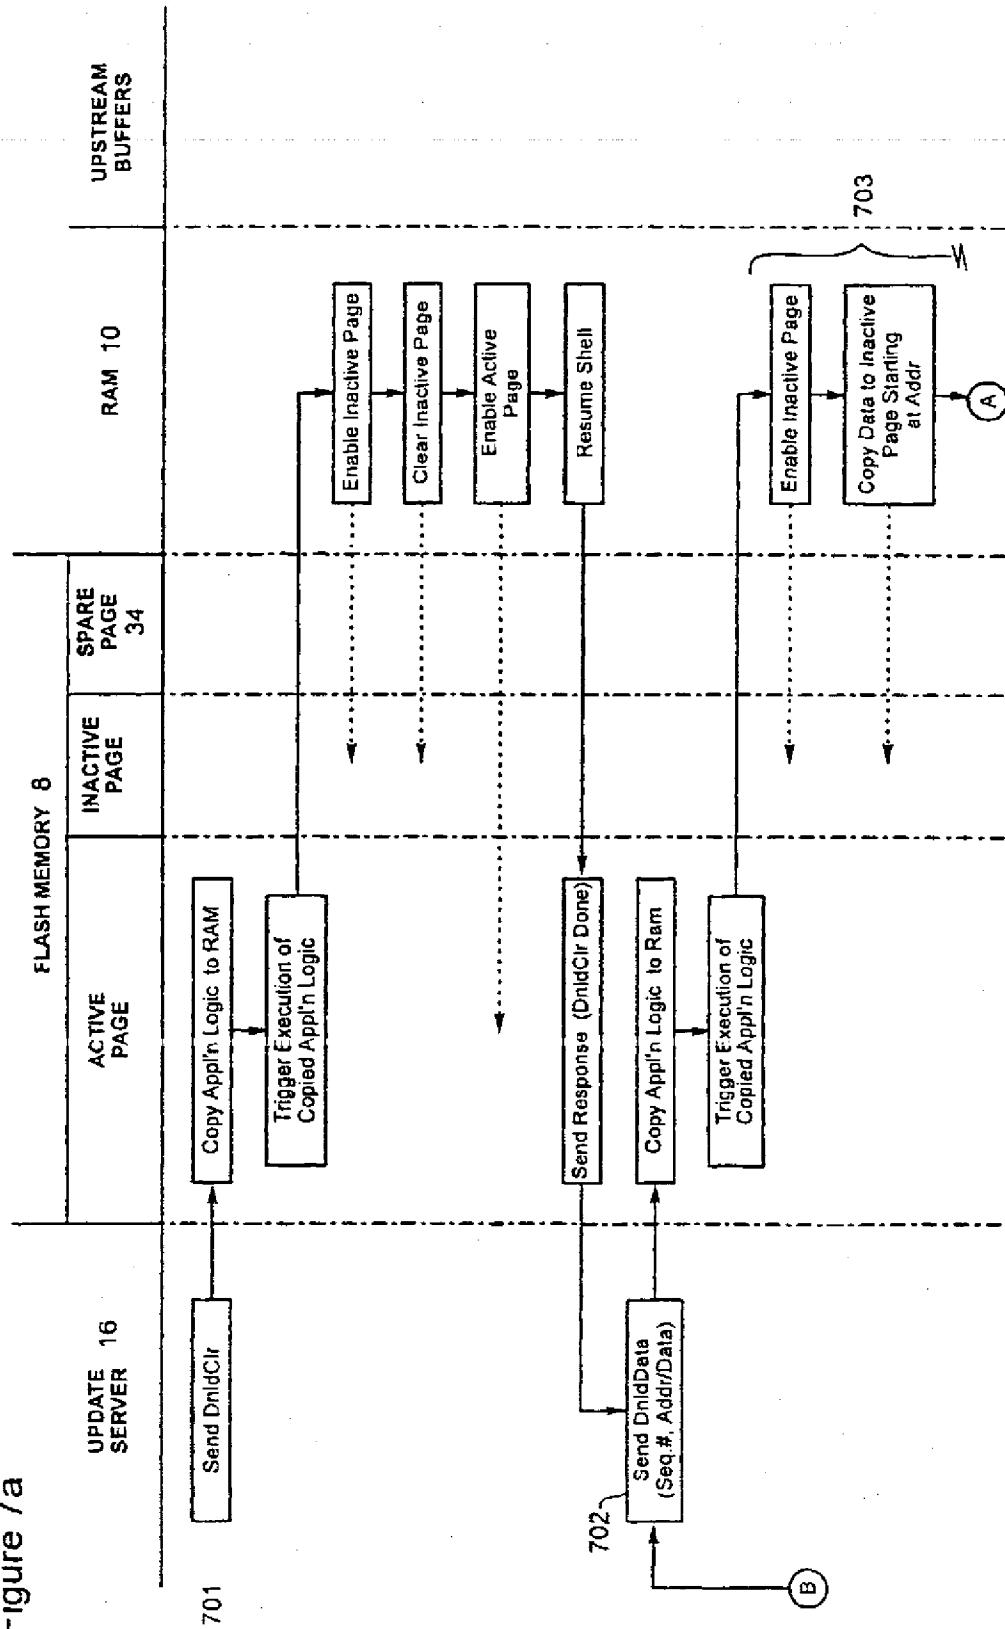 Figure 7a
FLASH MEMORY 8
UPDATE
SERVER 16
ACTIVE
PAGE
INACTIVE
PAGE
SPARE
PAGE
34
RAM 10
UPSTREAM
BUFFERS
701
Send DnldClr
Copy Appl'n Logic to RAM
Trigger Execution of
Copied Appl'n Logic
Enable Inactive Page
Clear Inactive Page
Enable Active
Page
Resume Shell
Send Response (DnldClr Done)
702
Send DnldData
(Seq.#, Addr/Data)
Copy Appl'n Logic to Ram
Trigger Execution of
Copied Appl'n Logic
Enable Inactive Page
Copy Data to Inactive
Page Starting
at Addr
703
A
B